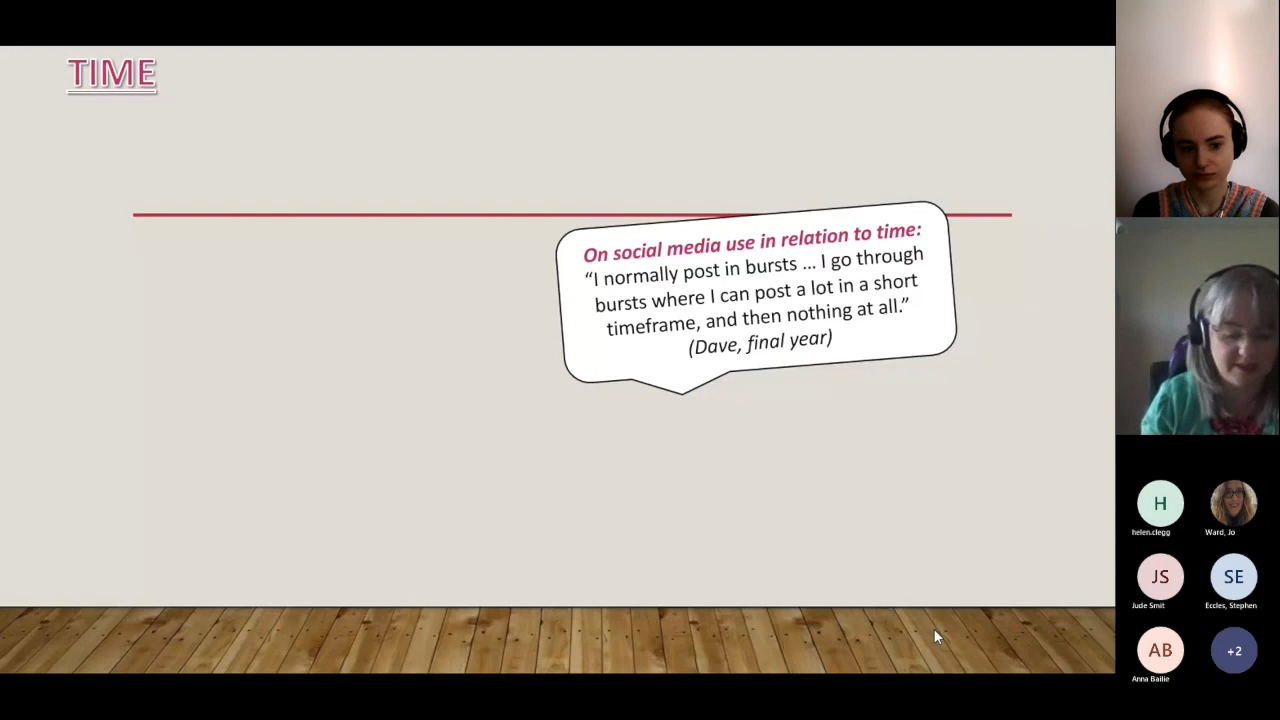 TIME
On social media use in relation to time:
“I normally post in bursts ... I go through
bursts where I can post a lot in a short
timeframe, and then nothing at all.”
(Dave, final year)
H
helen.clegg
Ward, Jo
JS
SE
Jude Smit
Eccles, Stephen
AB
+2
Anna Bailie